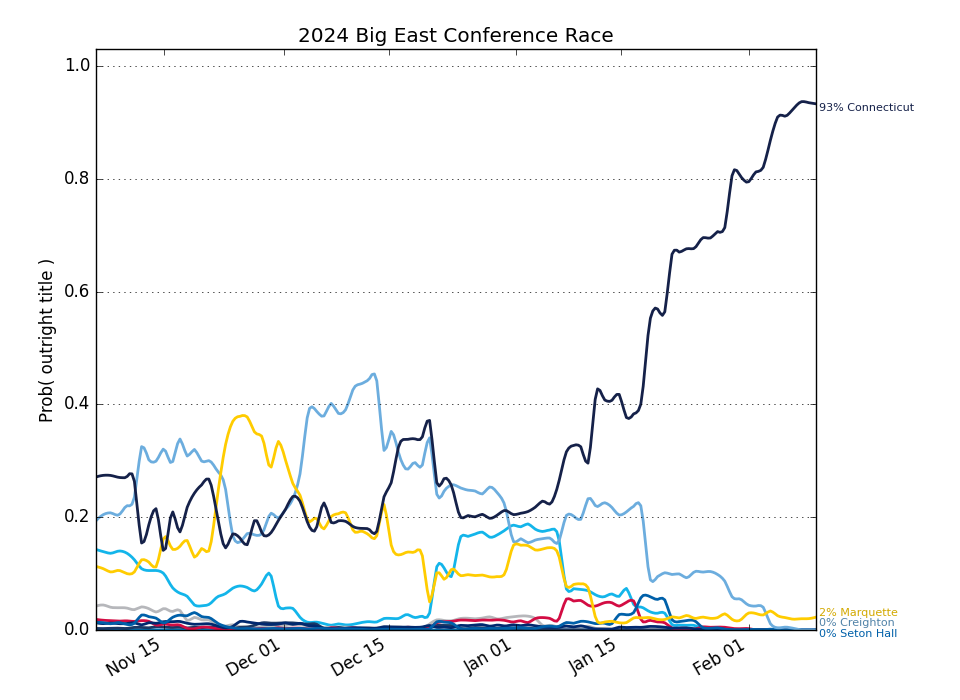 2024 Big East Conference Race
Prob( outright title )
1.0
0.8
0.6
0.4
0.2
0.0
Nov 15
Dec 01
Dec 15
Jan 01
Jan 15
Feb 01
93% Connecticut
2% Marquette
0% Creighton
0% Seton Hall